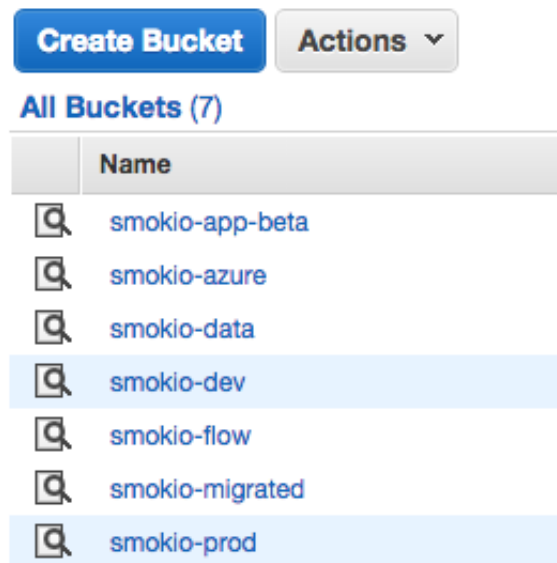 Create Bucket Actions
All Buckets (7)
Name
smokio-app-beta
smokio-azure
smokio-data
smokio-dev
smokio-flow
smokio-migrated
smokio-prod